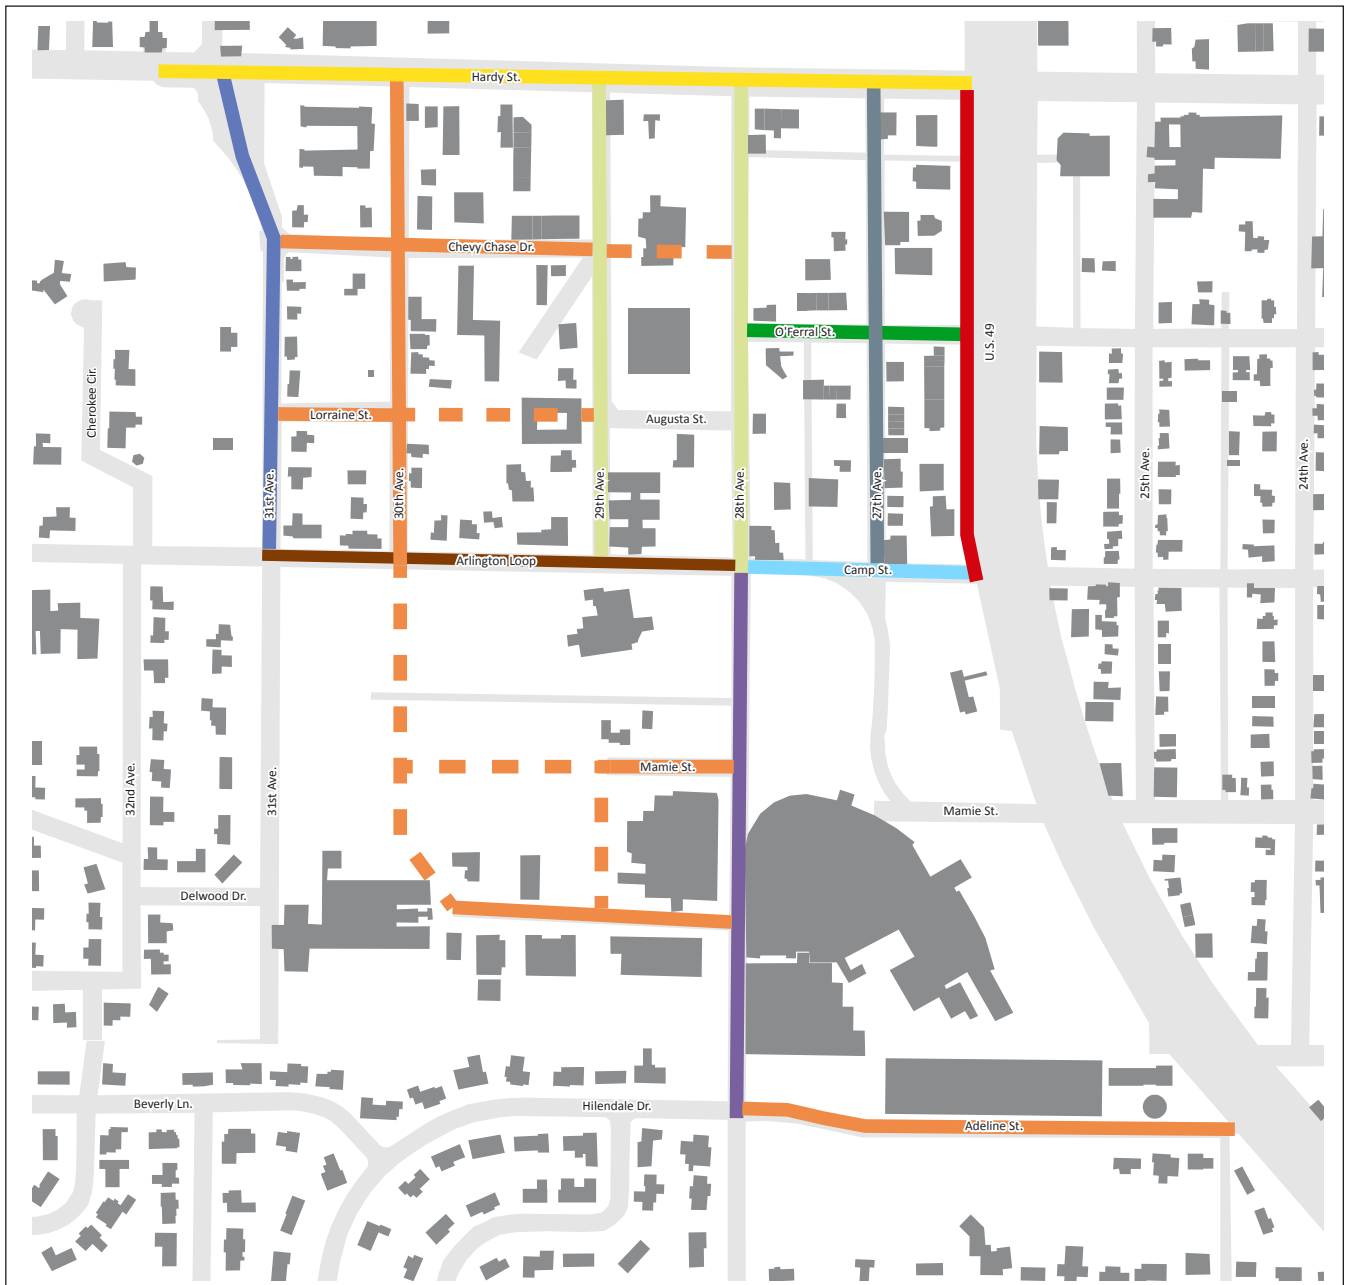 Hardy St.
Chevy Chase Dr.
O'Ferral St.
U.S. 49
Cherokee Cir.
Lorraine St.
Augusta St.
31st Ave.
30th Ave.
29th Ave.
28th Ave.
27th Ave.
25th Ave.
24th Ave.
Arlington Loop
Camp St.
32nd Ave.
31st Ave.
Mamie St.
Mamie St.
Delwood Dr.
Beverly Ln.
Hilendale Dr.
Adeline St.